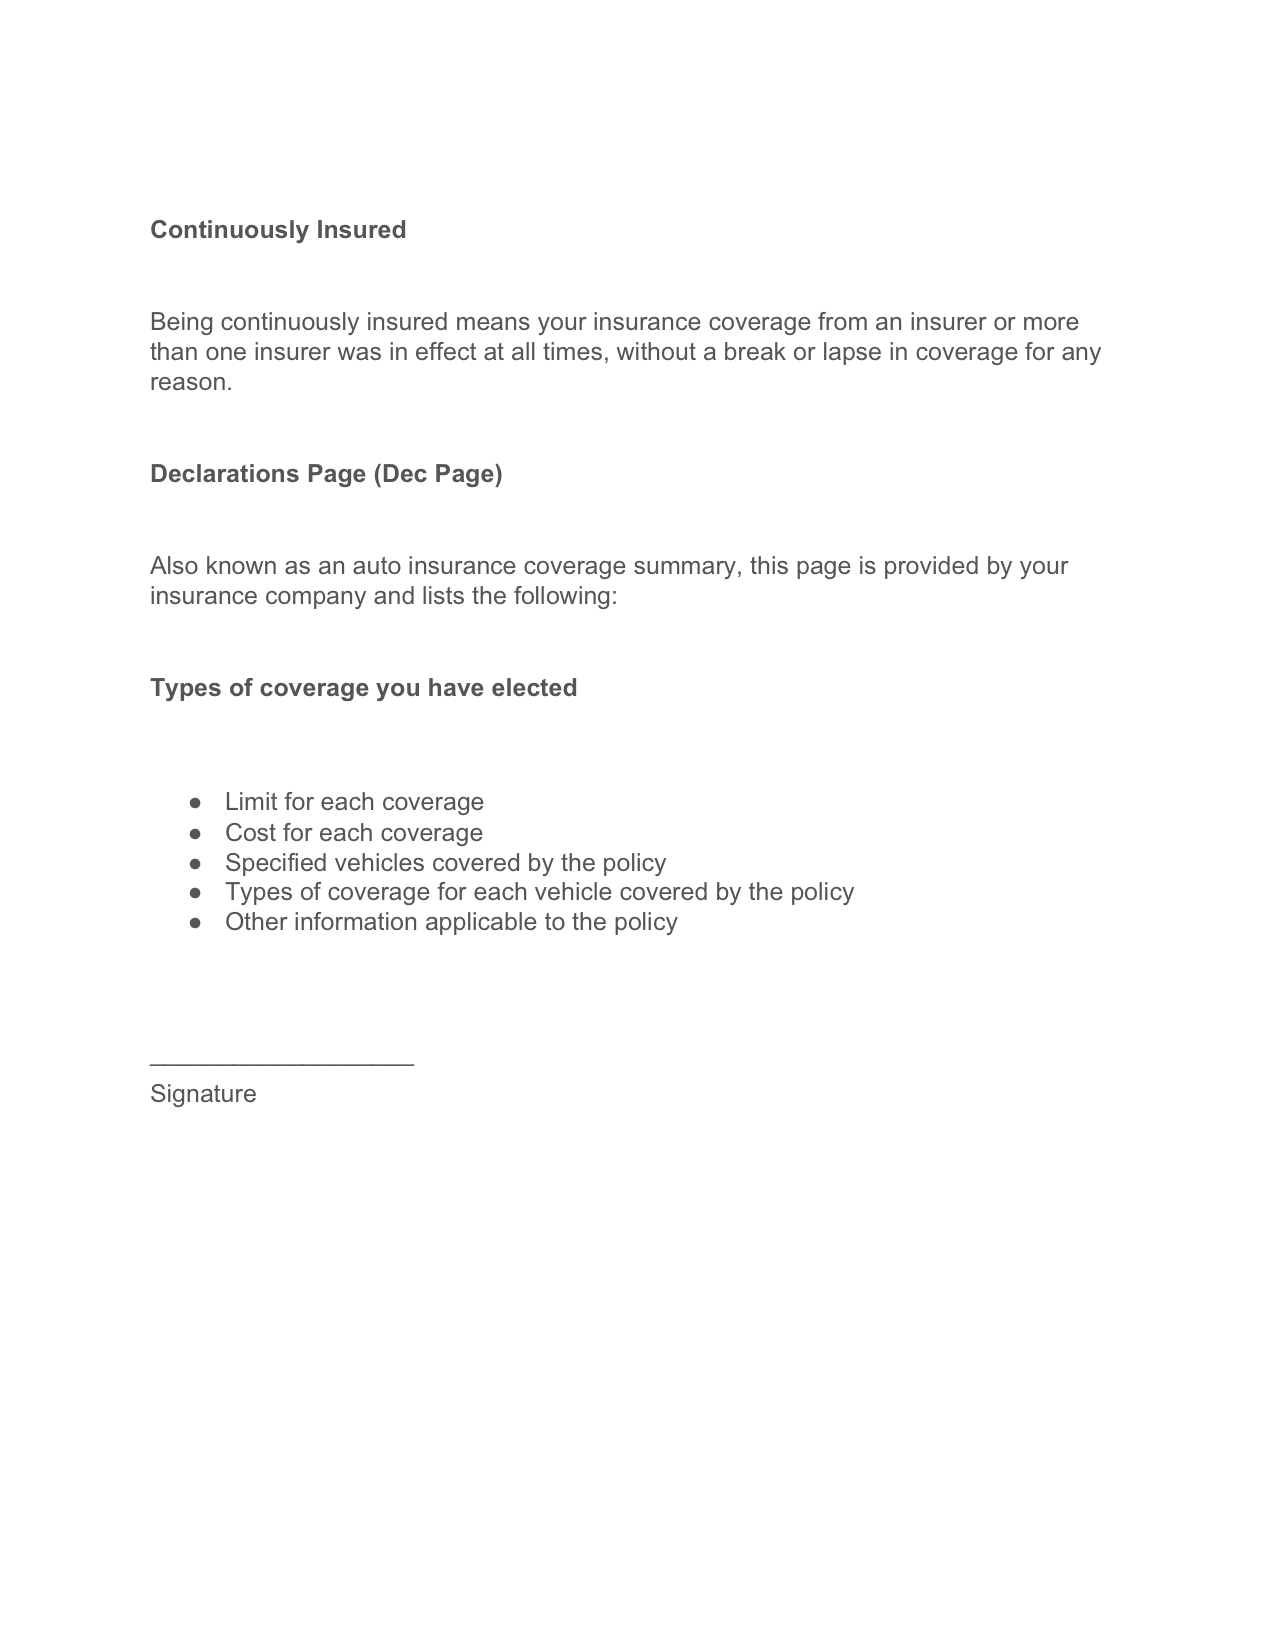 Continuously Insured
Being continuously insured means your insurance coverage from an insurer or more
than one insurer was in effect at all times, without a break or lapse in coverage for any
reason.
Declarations Page (Dec Page)
Also known as an auto insurance coverage summary, this page is provided by your
insurance company and lists the following:
Types of coverage you have elected
● Limit for each coverage
● Cost for each coverage
● Specified vehicles covered by the policy
● Types of coverage for each vehicle covered by the policy
● Other information applicable to the policy
___________________
Signature